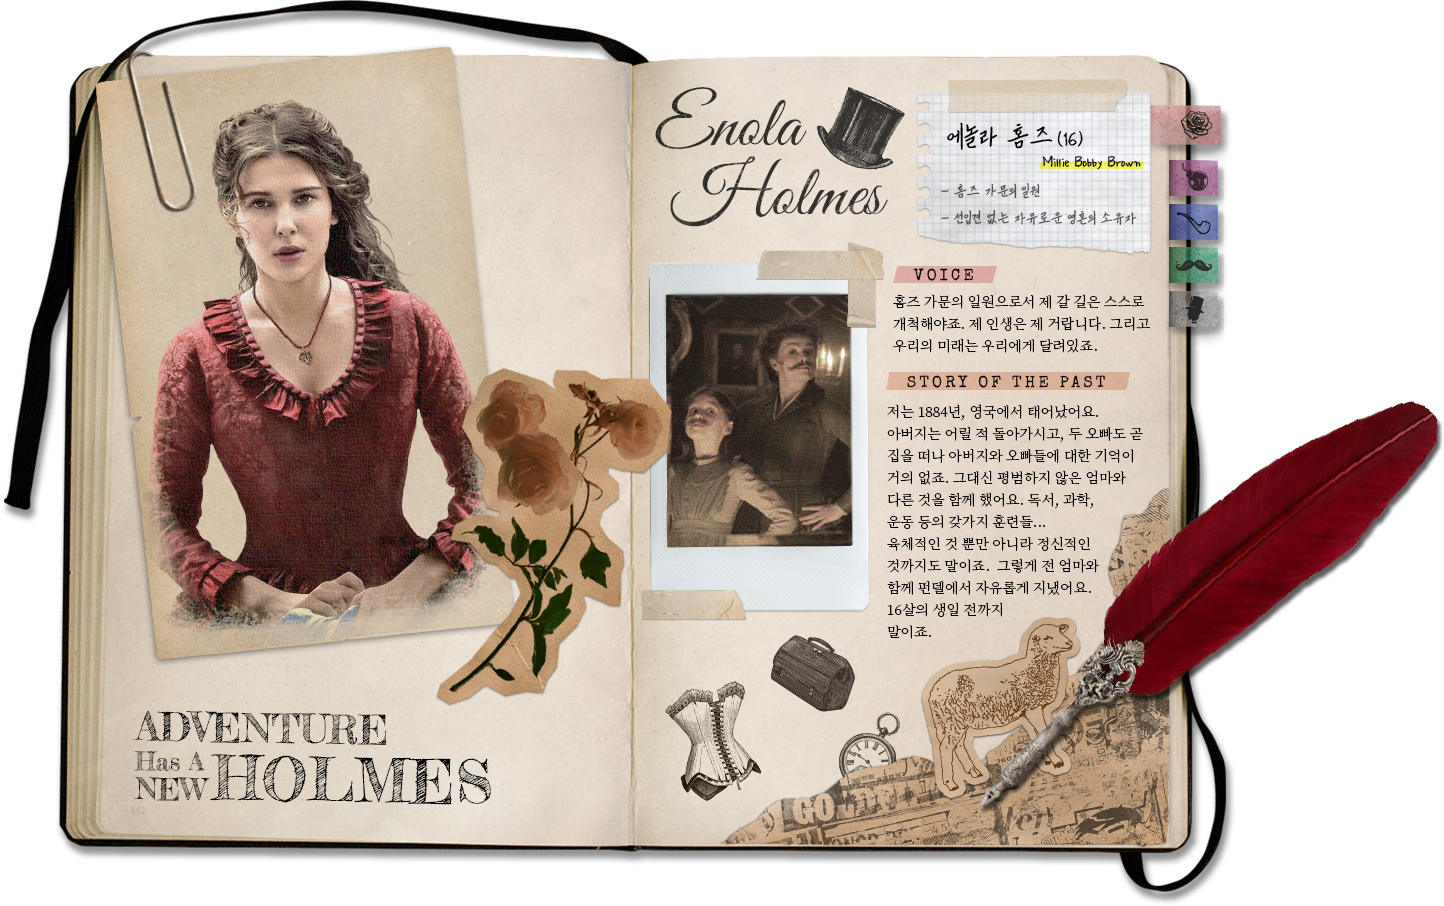 Enola
Holmes
에놀라 홈즈 (16)
Millie Bobby Brown
- 홈즈 가문의 일원
- 선입견 없는 자유로운 영혼의 소유자
VOICE
홈즈 가문의 일원으로서 제 갈 길은 스스로
개척해야죠. 제 인생은 제 거랍니다. 그리고
우리의 미래는 우리에게 달려있죠.
STORY OF THE PAST
저는 1884년, 영국에서 태어났어요.
아버지는 어릴 적 돌아가시고, 두 오빠도 곧
집을 떠나 아버지와 오빠들에 대한 기억이
거의 없죠. 그대신 평범하지 않은 엄마와
다른 것을 함께 했어요. 독서, 과학,
운동 등의 갖가지 훈련들...
육체적인 것 뿐만 아니라 정신적인
것까지도 말이죠. 그렇게 전 엄마와
함께 펀델에서 자유롭게 지냈어요.
16살의 생일 전까지
말이죠.
ADVENTURE
Has A
NEW HOLMES
GO